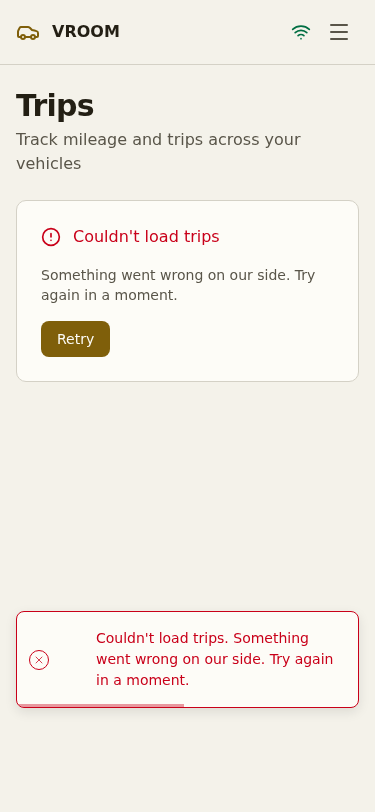 VROOM
Trips
Track mileage and trips across your
vehicles
Couldn't load trips
Something went wrong on our side. Try
again in a moment.
Retry
Couldn't load trips. Something
went wrong on our side. Try again
in a moment.